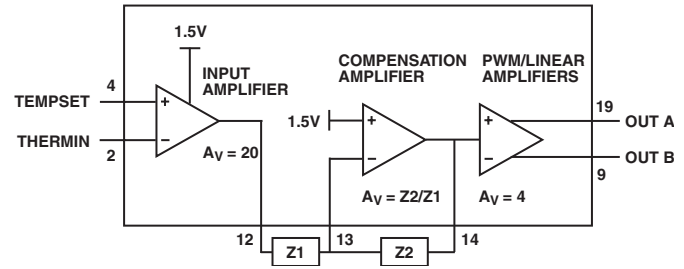 1.5V
INPUT
AMPLIFIER
COMPENSATION
AMPLIFIER
PWM/LINEAR
AMPLIFIERS
TEMPSET
4
+
THERMIN
2
−
AV = 20
1.5V
+
−
AV = Z2/Z1
+
−
AV = 4
19
OUT A
OUT B
9
12
Z1
13
Z2
14